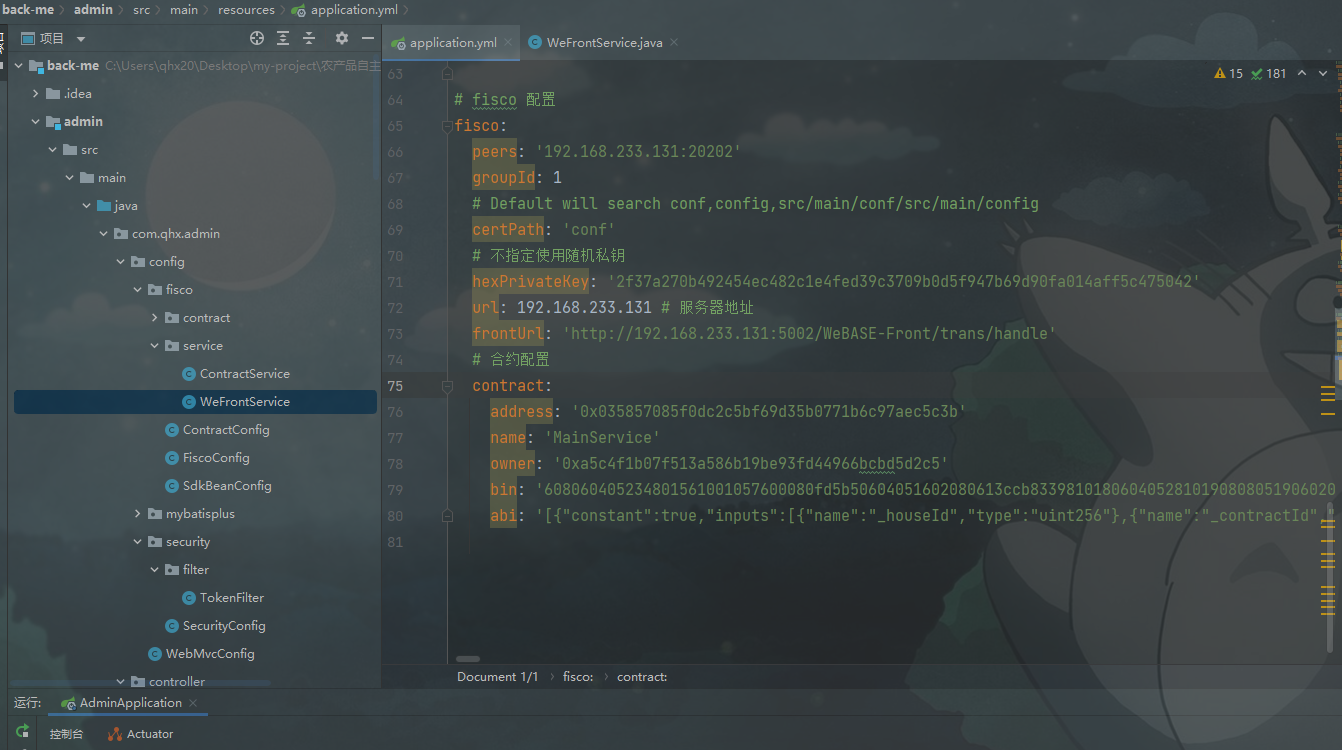 back-me > admin > src > main > resources > application.yml
项目
application.yml
WeFrontService.java
back-me C:\Users\qhx20\Desktop\my-project\农产品自主
.idea
admin
src
main
java
com.qhx.admin
config
fisco
contract
service
ContractService
WeFrontService
ContractConfig
FiscoConfig
SdkBeanConfig
mybatisplus
security
filter
TokenFilter
SecurityConfig
WebMvcConfig
controller
15 181
63
64 # fisco 配置
65 fisco:
66 peers: '192.168.233.131:20202'
67 groupId: 1
68 # Default will search conf,config,src/main/conf/src/main/config
69 certPath: 'conf'
70 # 不指定使用随机私钥
71 hexPrivateKey: '2f37a270b492454ec482c1e4fed39c3709b0d5f947b69d90fa014aff5c475042'
72 url: 192.168.233.131 # 服务器地址
73 frontUrl: 'http://192.168.233.131:5002/WeBASE-Front/trans/handle'
74 # 合约配置
75 contract:
76 address: '0x035857085f0dc2c5bf69d35b0771b6c97aec5c3b'
77 name: 'MainService'
78 owner: '0xa5c4f1b07f513a586b19be93fd44966bcbd5d2c5'
79 bin: '608060405234801561001057600080fd5b50604051602080613ccb8339810180604052810190808051906020
80 abi: '[{"constant":true,"inputs":[{"name":"_houseId","type":"uint256"},{"name":"_contractId",
81
Document 1/1 > fisco: > contract:
运行: AdminApplication
控制台 Actuator